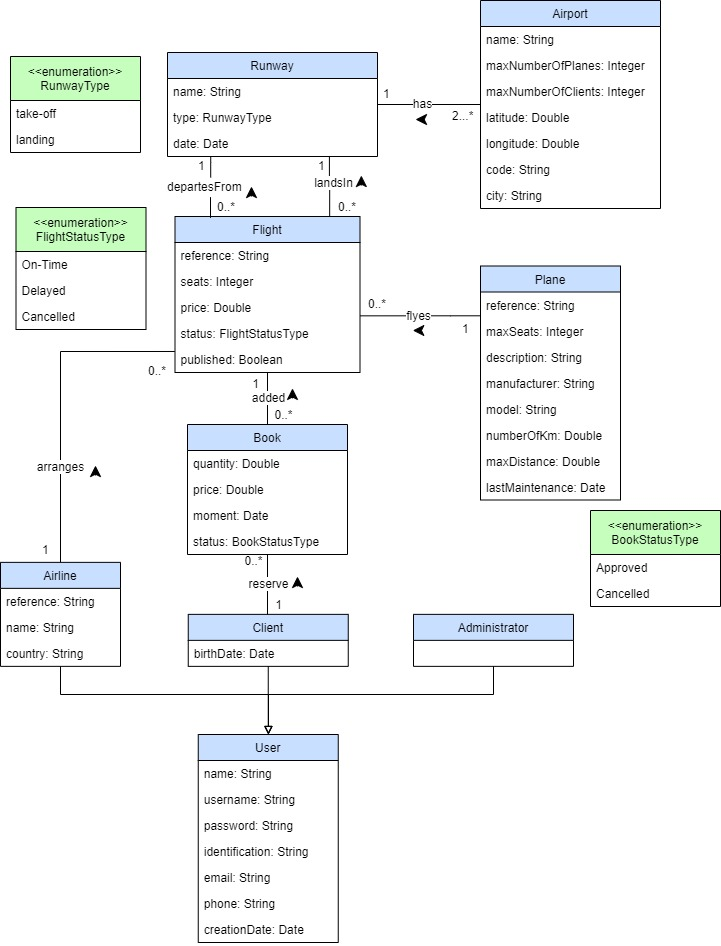 Airport
name: String
maxNumberOfPlanes: Integer
maxNumberOfClients: Integer
latitude: Double
longitude: Double
code: String
city: String
<<enumeration>>
RunwayType
take-off
landing
Runway
name: String
type: RunwayType
date: Date
1
has
2...*
1
departesFrom
0..*
1
landsIn
0..*
<<enumeration>>
FlightStatusType
On-Time
Delayed
Cancelled
Flight
reference: String
seats: Integer
price: Double
status: FlightStatusType
published: Boolean
0..*
flyes
1
Plane
reference: String
maxSeats: Integer
description: String
manufacturer: String
model: String
numberOfKm: Double
maxDistance: Double
lastMaintenance: Date
0..*
arranges
1
1
added
0..*
Book
quantity: Double
price: Double
moment: Date
status: BookStatusType
<<enumeration>>
BookStatusType
Approved
Cancelled
0..*
reserve
1
Airline
reference: String
name: String
country: String
Client
birthDate: Date
Administrator
User
name: String
username: String
password: String
identification: String
email: String
phone: String
creationDate: Date